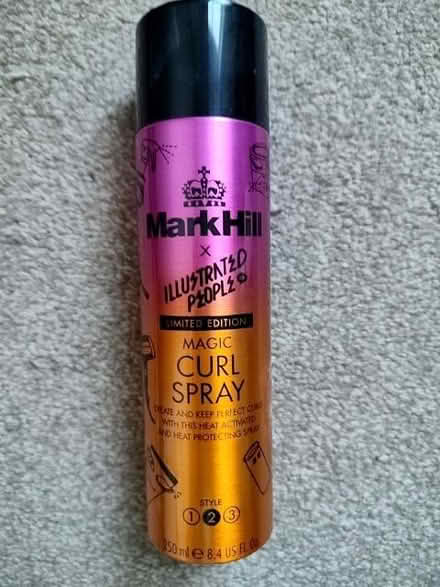 Mark Hill
X
ILLUSTRATED
PEOPLE
LIMITED EDITION
MAGIC
CURL
SPRAY
CREATE AND KEEP PERFECT CURLS
WITH THIS HEAT ACTIVATED
AND HEAT PROTECTING SPRAY
STYLE
1 2 3
250 ml e 8.4 US FL Oz